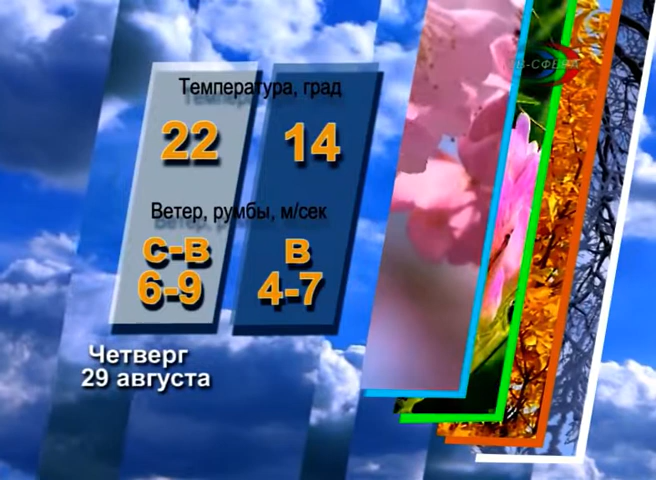 Температура, град
22 14
Ветер, румбы, м/сек
с-в в
6-9 4-7
Четверг
29 августа